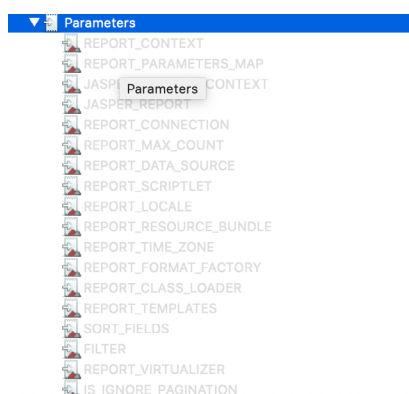 Parameters
REPORT_CONTEXT
REPORT_PARAMETERS_MAP
CONTEXT
Parameters
JASPER_REPORT
REPORT_CONNECTION
REPORT_MAX_COUNT
REPORT_DATA_SOURCE
REPORT_SCRIPTLET
REPORT_LOCALE
REPORT_RESOURCE_BUNDLE
REPORT_TIME_ZONE
REPORT_FORMAT_FACTORY
REPORT_CLASS_LOADER
REPORT_TEMPLATES
SORT_FIELDS
FILTER
REPORT_VIRTUALIZER
IS_IGNORE_PAGINATION